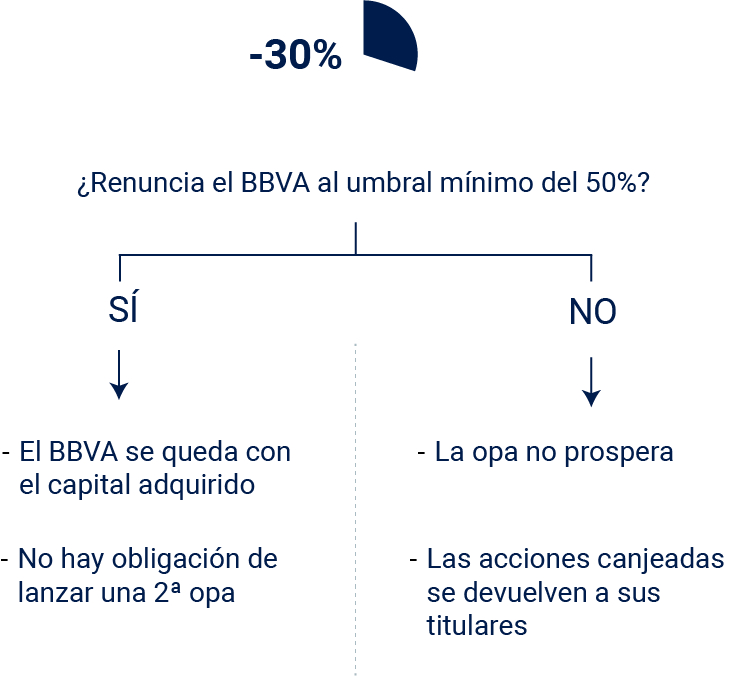 -30%
¿Renuncia el BBVA al umbral mínimo del 50%?
SÍ
NO
- El BBVA se queda con
el capital adquirido
- No hay obligación de
lanzar una 2ª opa
- La opa no prospera
- Las acciones canjeadas
se devuelven a sus
titulares